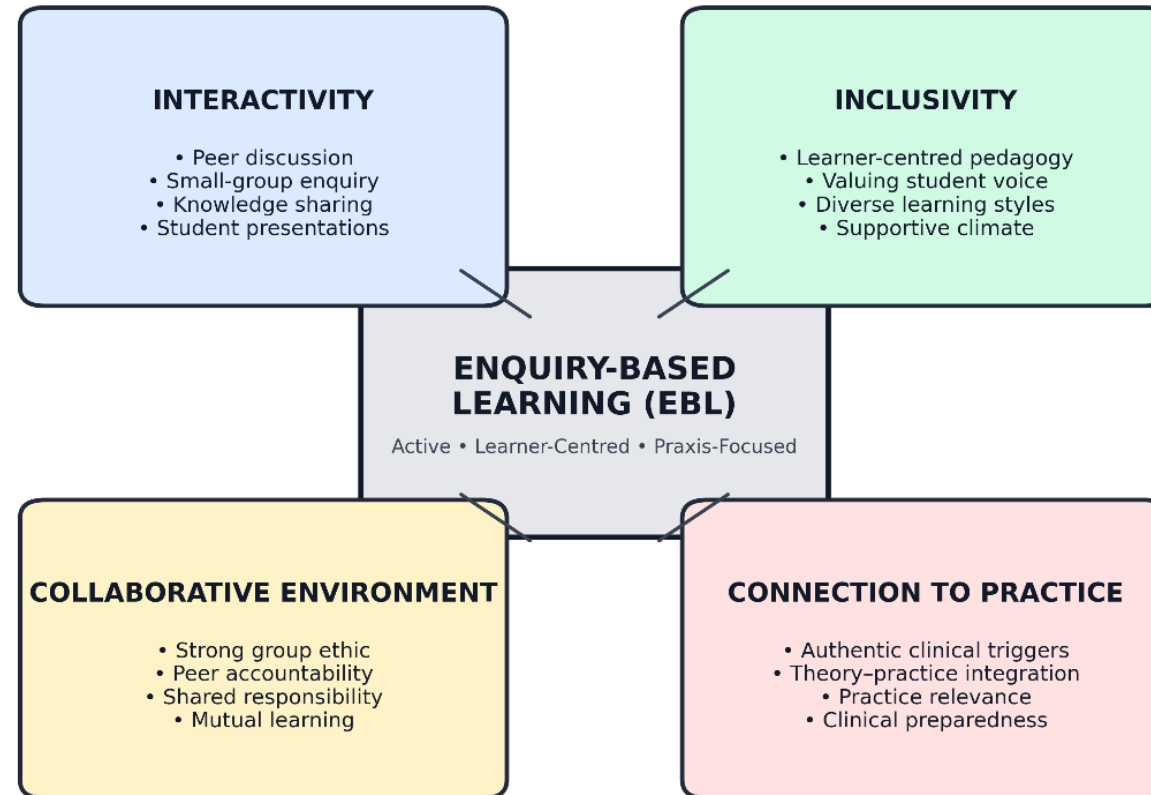 INTERACTIVITY
• Peer discussion
• Small-group enquiry
• Knowledge sharing
• Student presentations
INCLUSIVITY
• Learner-centred pedagogy
• Valuing student voice
• Diverse learning styles
• Supportive climate
ENQUIRY-BASED
LEARNING (EBL)
Active • Learner-Centred • Praxis-Focused
COLLABORATIVE ENVIRONMENT
• Strong group ethic
• Peer accountability
• Shared responsibility
• Mutual learning
CONNECTION TO PRACTICE
• Authentic clinical triggers
• Theory–practice integration
• Practice relevance
• Clinical preparedness